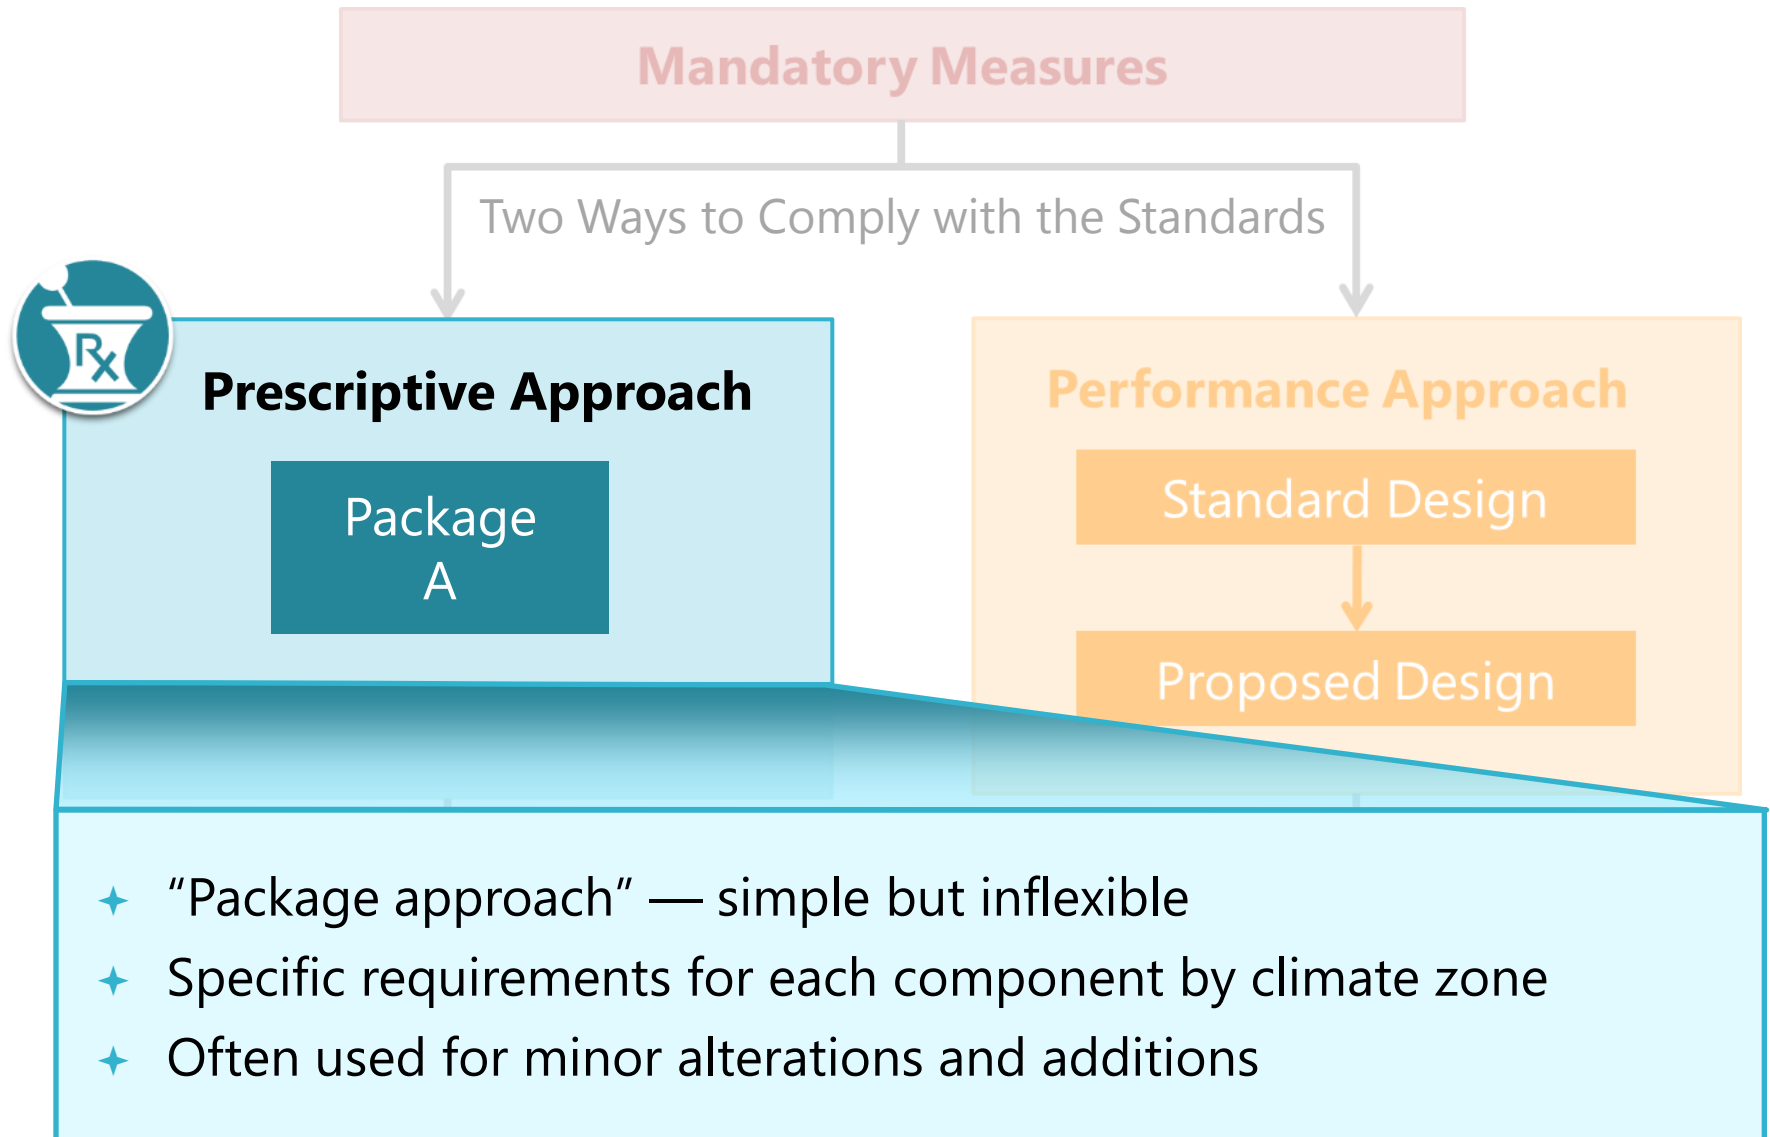 Mandatory Measures
Two Ways to Comply with the Standards
Rx
Prescriptive Approach
Package
A
Performance Approach
Standard Design
Proposed Design
“Package approach” — simple but inflexible
Specific requirements for each component by climate zone
Often used for minor alterations and additions